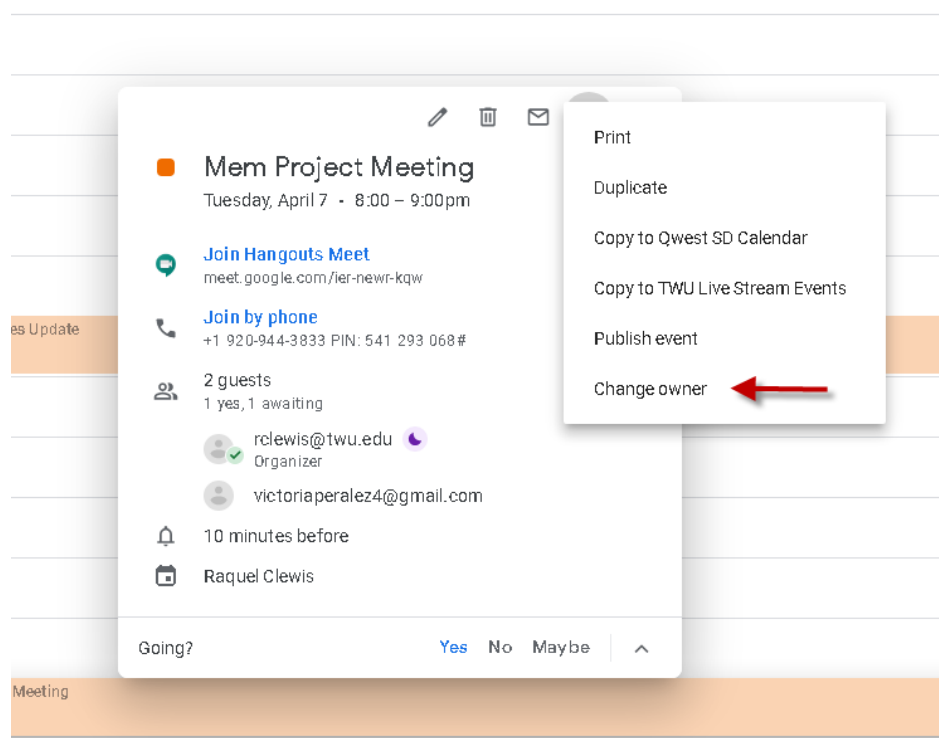 Print
Mem Project Meeting
Duplicate
Tuesday, April 7 - 8:00 – 9:00pm
Copy to Qwest SD Calendar
Join Hangouts Meet
meet.google.com/ier-newr-kqw
Copy to TWU Live Stream Events
Join by phone
+1 920-944-3833 PIN: 541 293 068#
es Update
Publish event
2 guests
1 yes, 1 awaiting
Change owner
rclewis@twu.edu
Organizer
victoriaperalez4@gmail.com
10 minutes before
Raquel Clewis
Going?
Yes No Maybe
Meeting